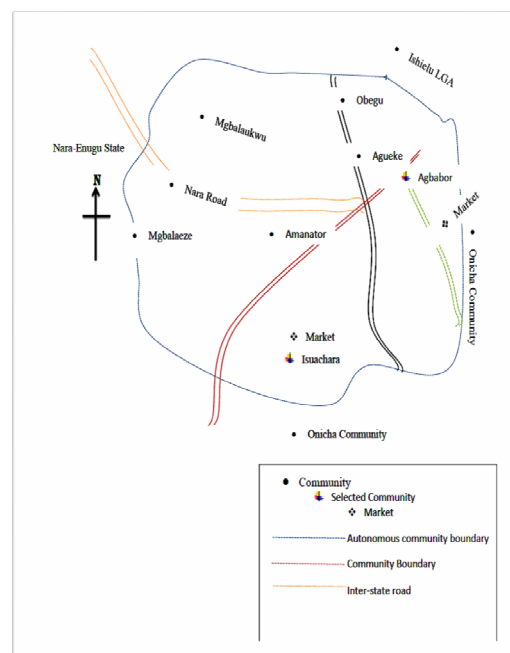 Ishielu LGA
Obegu
Mgbalaukwu
Nara-Enugu State
Agueke
Agbabor
N
Nara Road
Market
Mgbalaeze
Amanator
Onicha Community
Market
Isuachara
Onicha Community
Community
Selected Community
Market
Autonomous community boundary
Community Boundary
Inter-state road